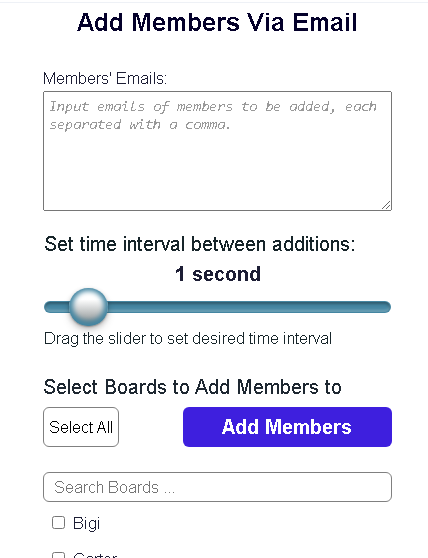 Add Members Via Email
Members' Emails:
Input emails of members to be added, each
separated with a comma.
Set time interval between additions:
1 second
Drag the slider to set desired time interval
Select Boards to Add Members to
Select All
Add Members
Search Boards ...
Bigi